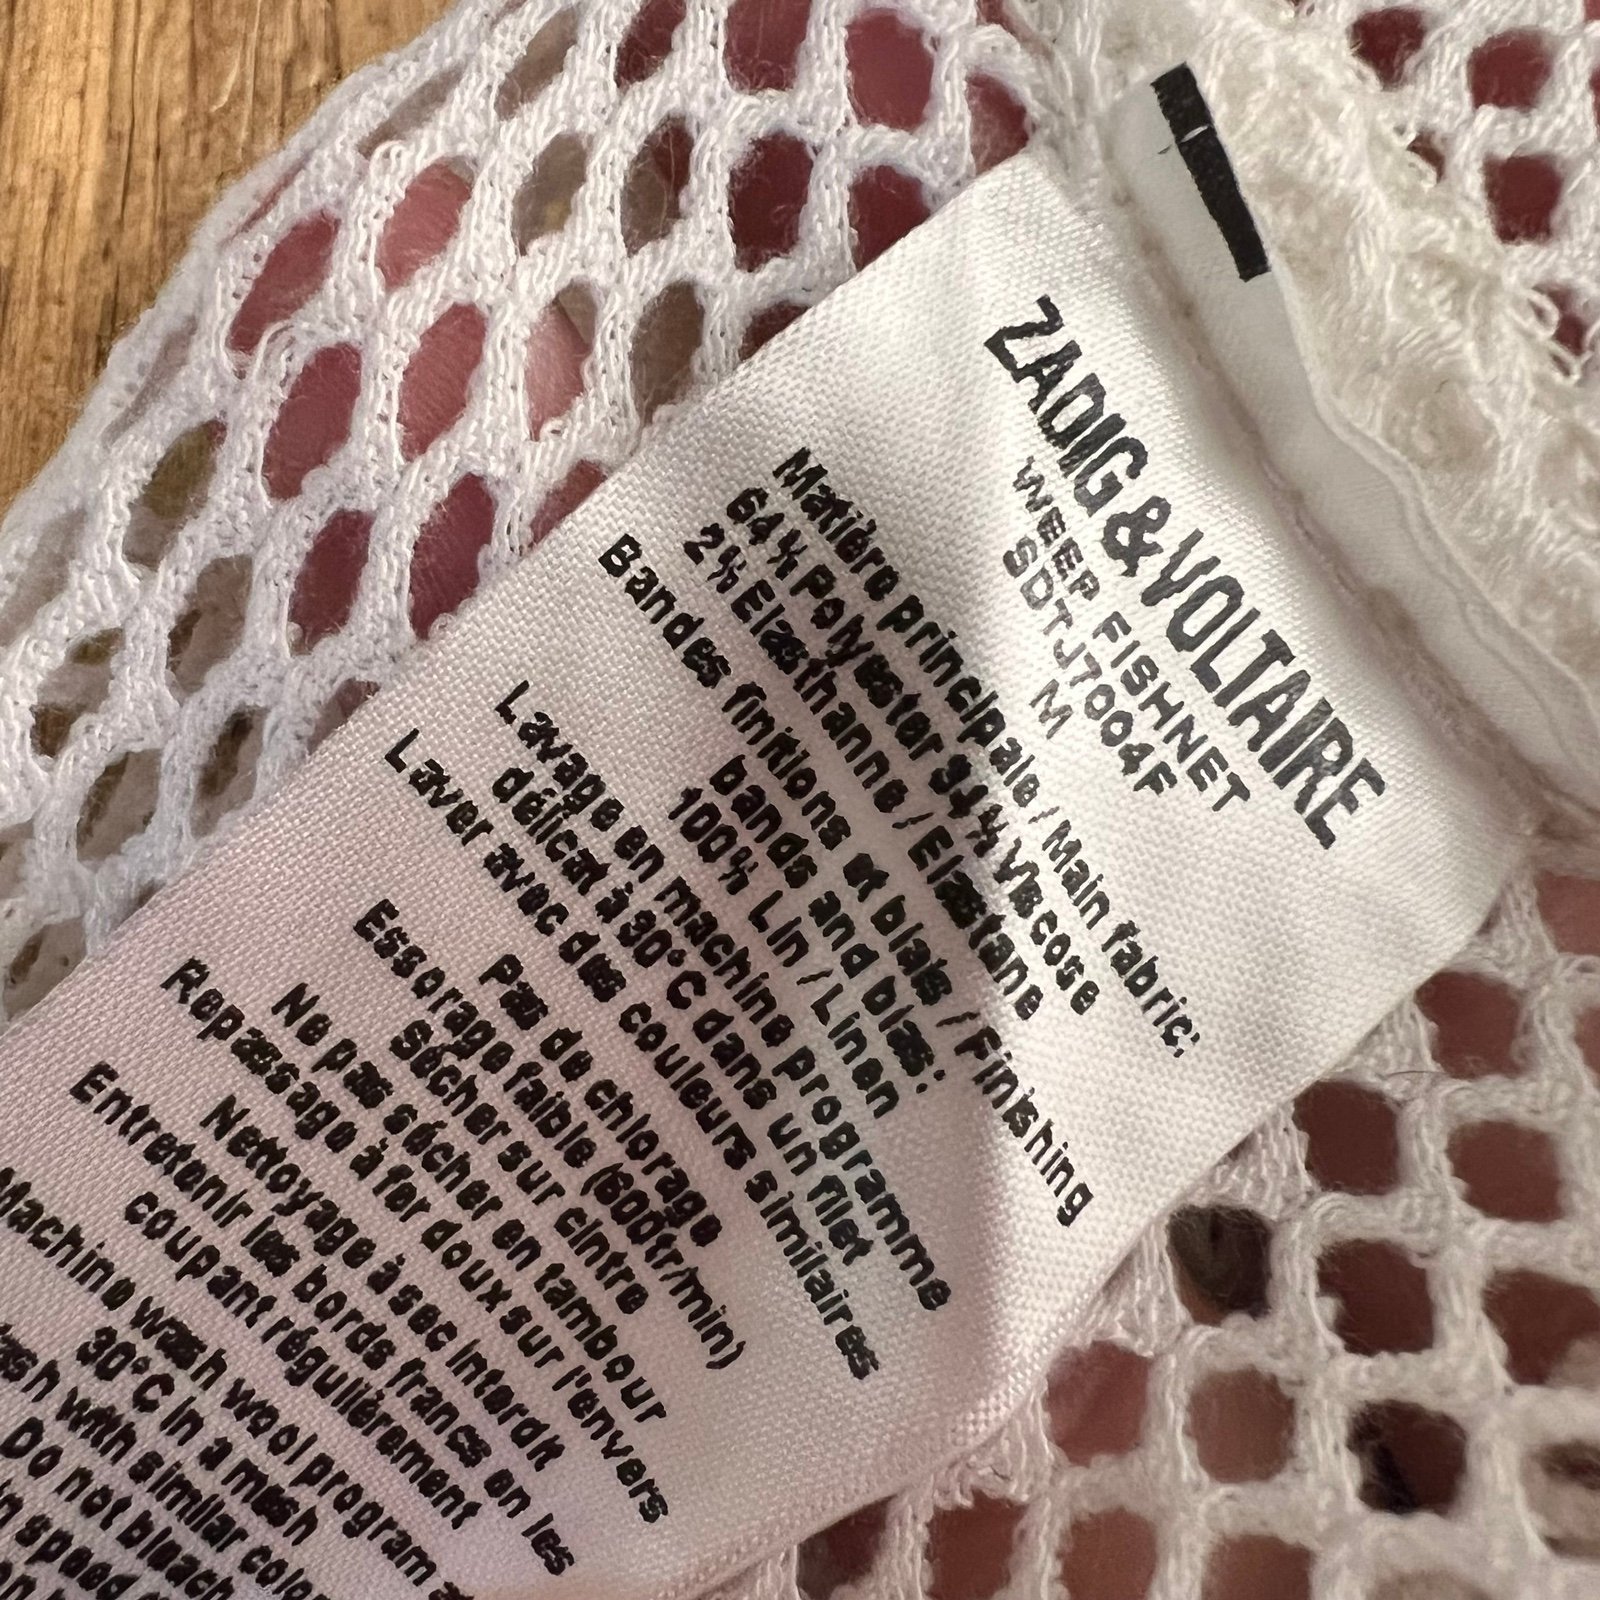 ZADIG & VOLTAIRE
WEEP FISHNET
SDTJ7004F
M
Matière principale / Main fabric:
64% Polyester 34% Viscose
2% Elasthanne / Elastane
Bandes finitions et biais / Finishing
bands and bias:
100% Lin / Linen
Lavage en machine programme
délicat à 30°C dans un filet
Laver avec des couleurs similaires
Pas de chlorage
Essorage faible (600tr/min)
Sécher sur cintre
Ne pas sécher en tambour
Repassage à fer doux sur l'envers
Nettoyage à sec interdit
Entretenir les bords francs en les
coupant régulièrement
Machine wash wool program at
30°C in a mesh
with similar
Do not bleach
speed